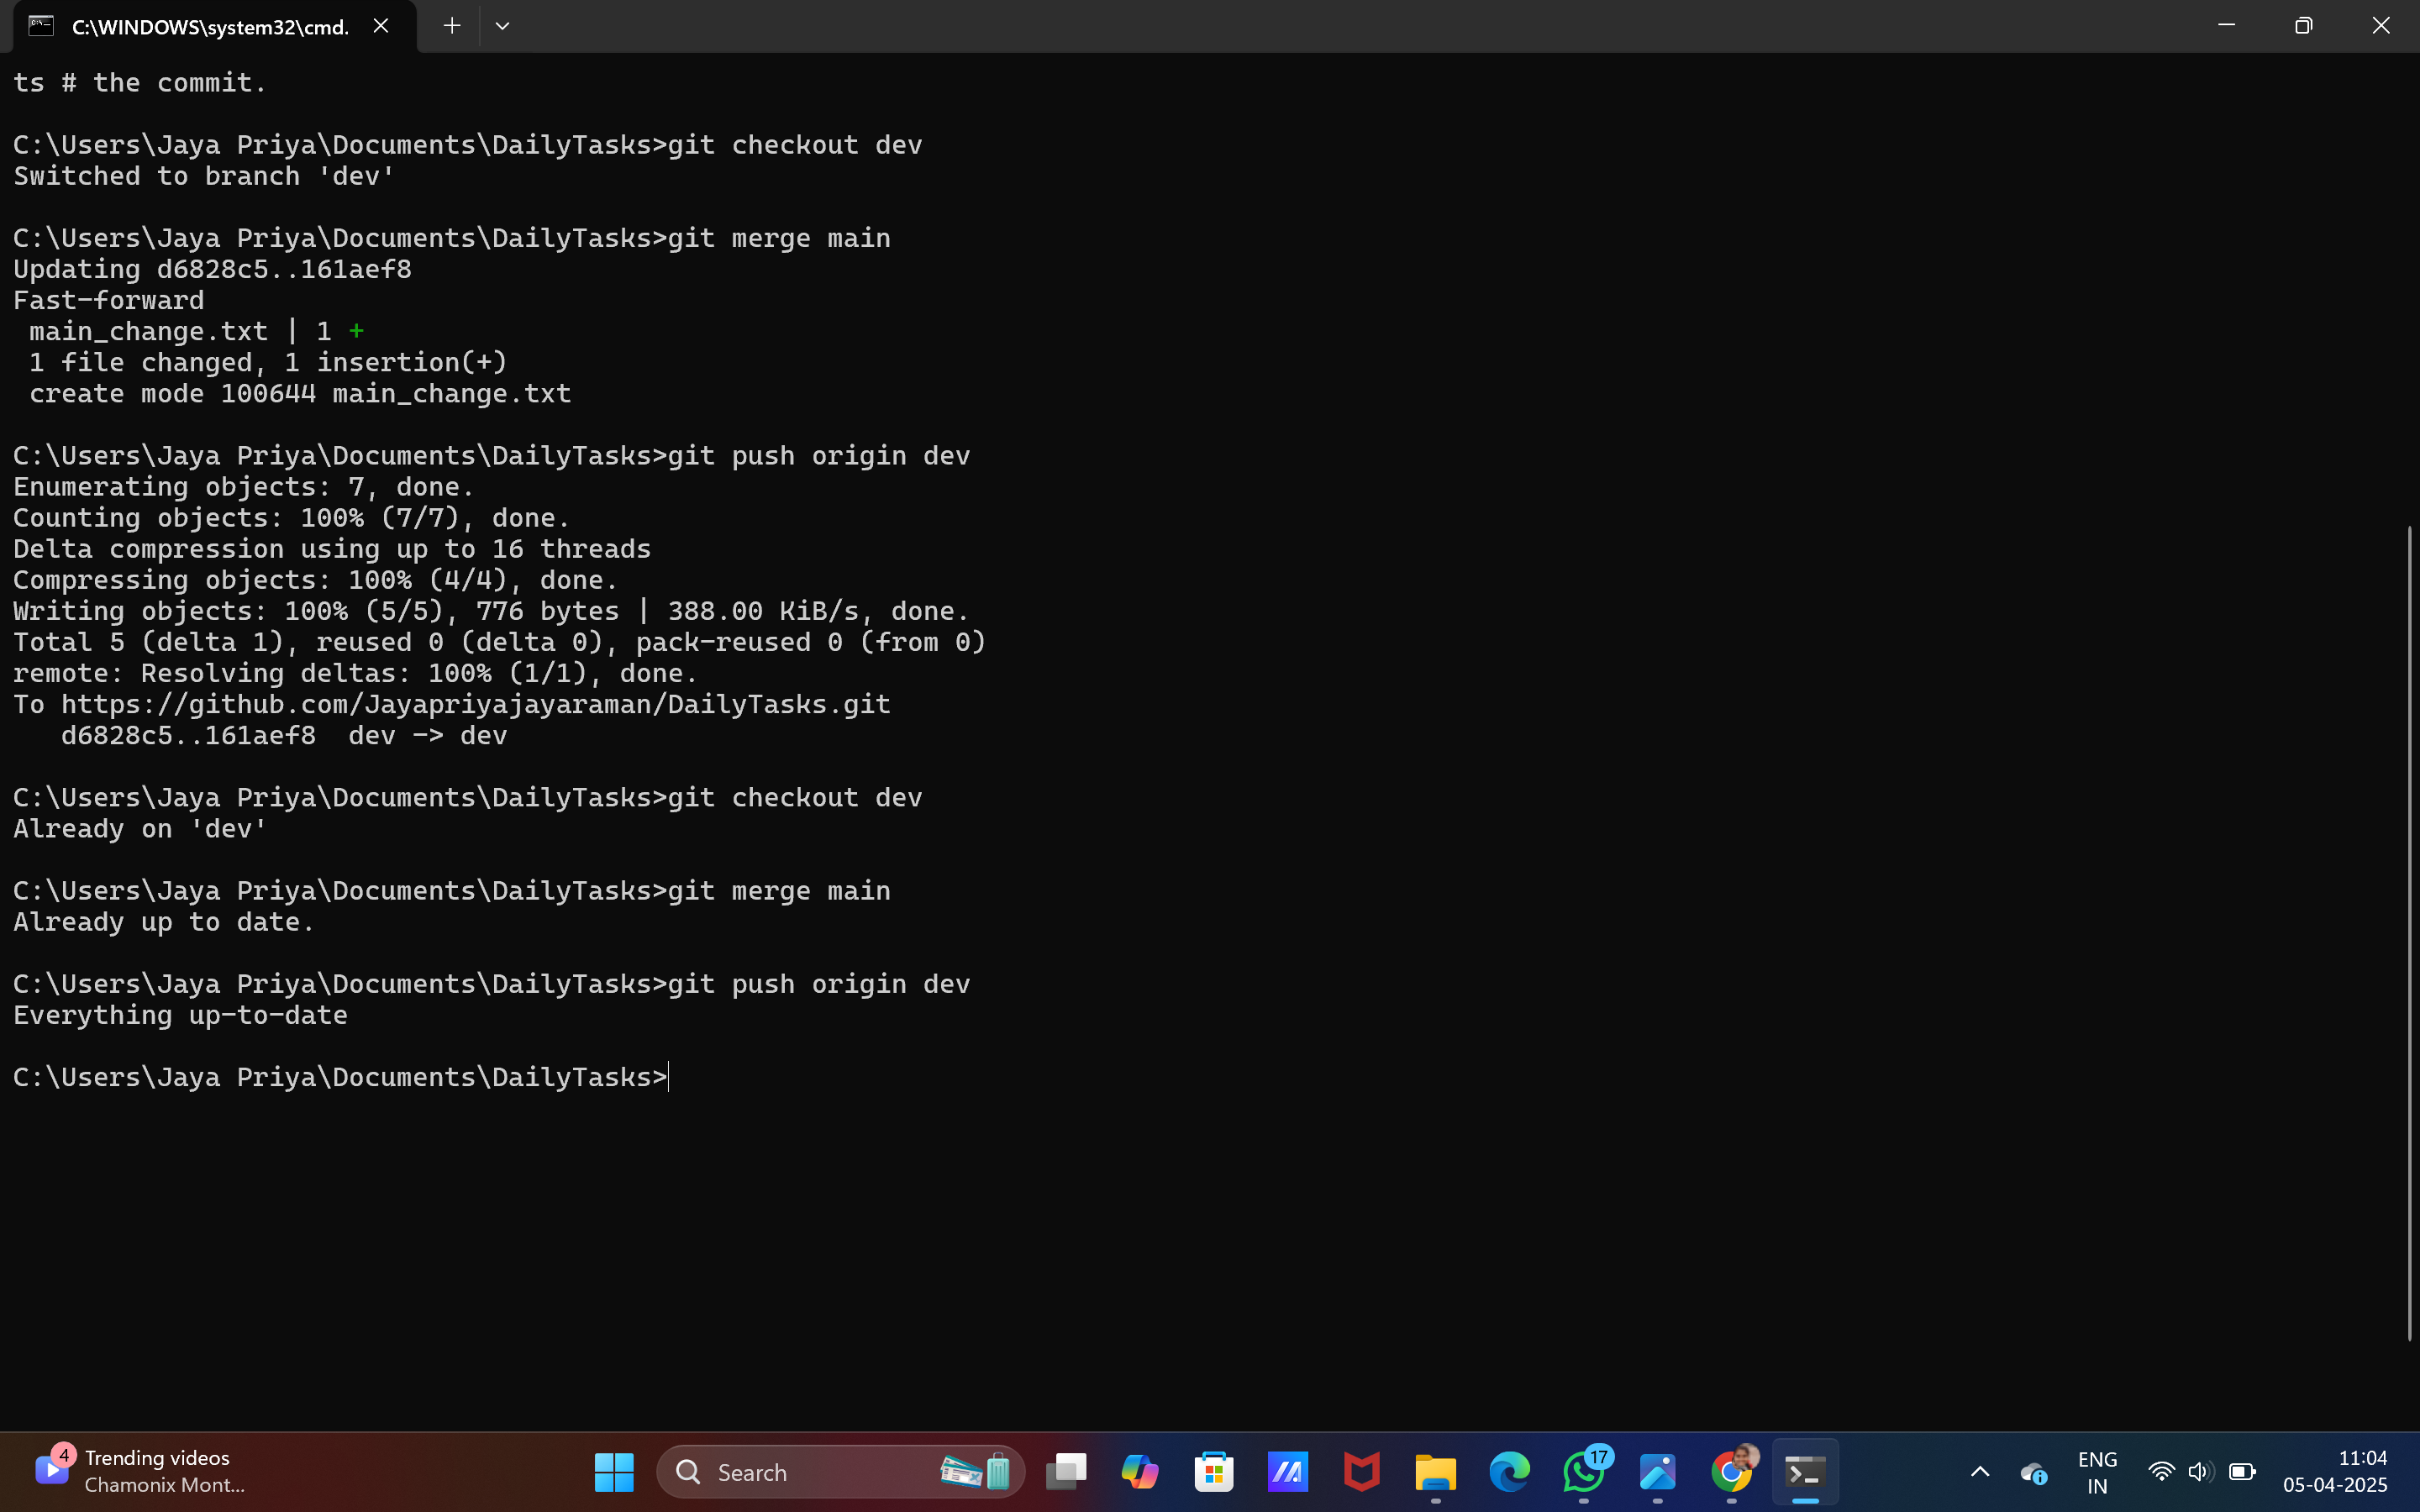 C:\WINDOWS\system32\cmd.
ts # the commit.
C:\Users\Jaya Priya\Documents\DailyTasks>git checkout dev
Switched to branch 'dev'
C:\Users\Jaya Priya\Documents\DailyTasks>git merge main
Updating d6828c5..161aef8
Fast-forward
 main_change.txt | 1 +
 1 file changed, 1 insertion(+)
 create mode 100644 main_change.txt
C:\Users\Jaya Priya\Documents\DailyTasks>git push origin dev
Enumerating objects: 7, done.
Counting objects: 100% (7/7), done.
Delta compression using up to 16 threads
Compressing objects: 100% (4/4), done.
Writing objects: 100% (5/5), 776 bytes | 388.00 KiB/s, done.
Total 5 (delta 1), reused 0 (delta 0), pack-reused 0 (from 0)
remote: Resolving deltas: 100% (1/1), done.
To https://github.com/Jayapriyajayaraman/DailyTasks.git
   d6828c5..161aef8  dev -> dev
C:\Users\Jaya Priya\Documents\DailyTasks>git checkout dev
Already on 'dev'
C:\Users\Jaya Priya\Documents\DailyTasks>git merge main
Already up to date.
C:\Users\Jaya Priya\Documents\DailyTasks>git push origin dev
Everything up-to-date
C:\Users\Jaya Priya\Documents\DailyTasks>
4
Trending videos
Chamonix Mont...
Search
17
ENG
IN
11:04
05-04-2025